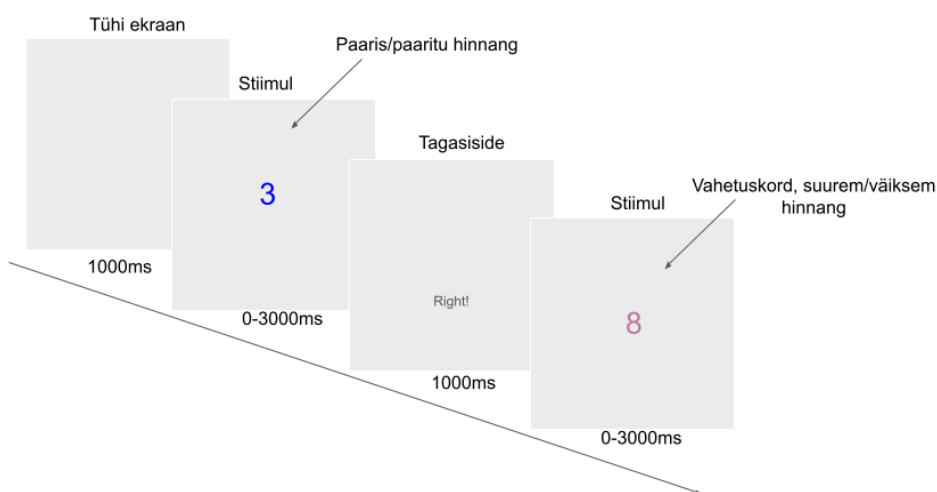 Tühi ekraan
Paaris/paaritu hinnang
Stiimul
3
1000ms
0-3000ms
Tagasiside
Right!
1000ms
Vahetuskord, suurem/väiksem
hinnang
Stiimul
8
0-3000ms